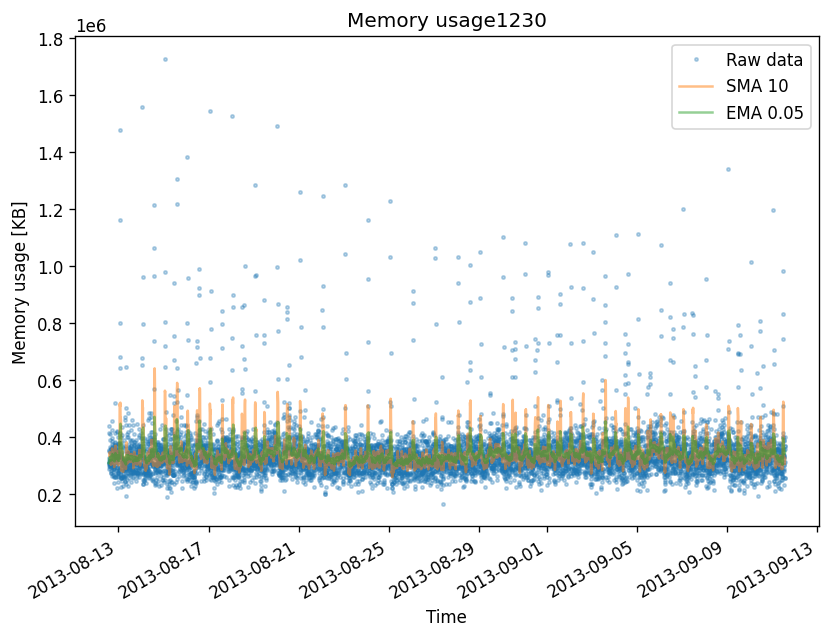 Memory usage1230
1e6
1.8
1.6
1.4
1.2
1.0
0.8
0.6
0.4
0.2
Memory usage [KB]
Raw data
SMA 10
EMA 0.05
2013-08-13
2013-08-17
2013-08-21
2013-08-25
2013-08-29
2013-09-01
2013-09-05
2013-09-09
2013-09-13
Time